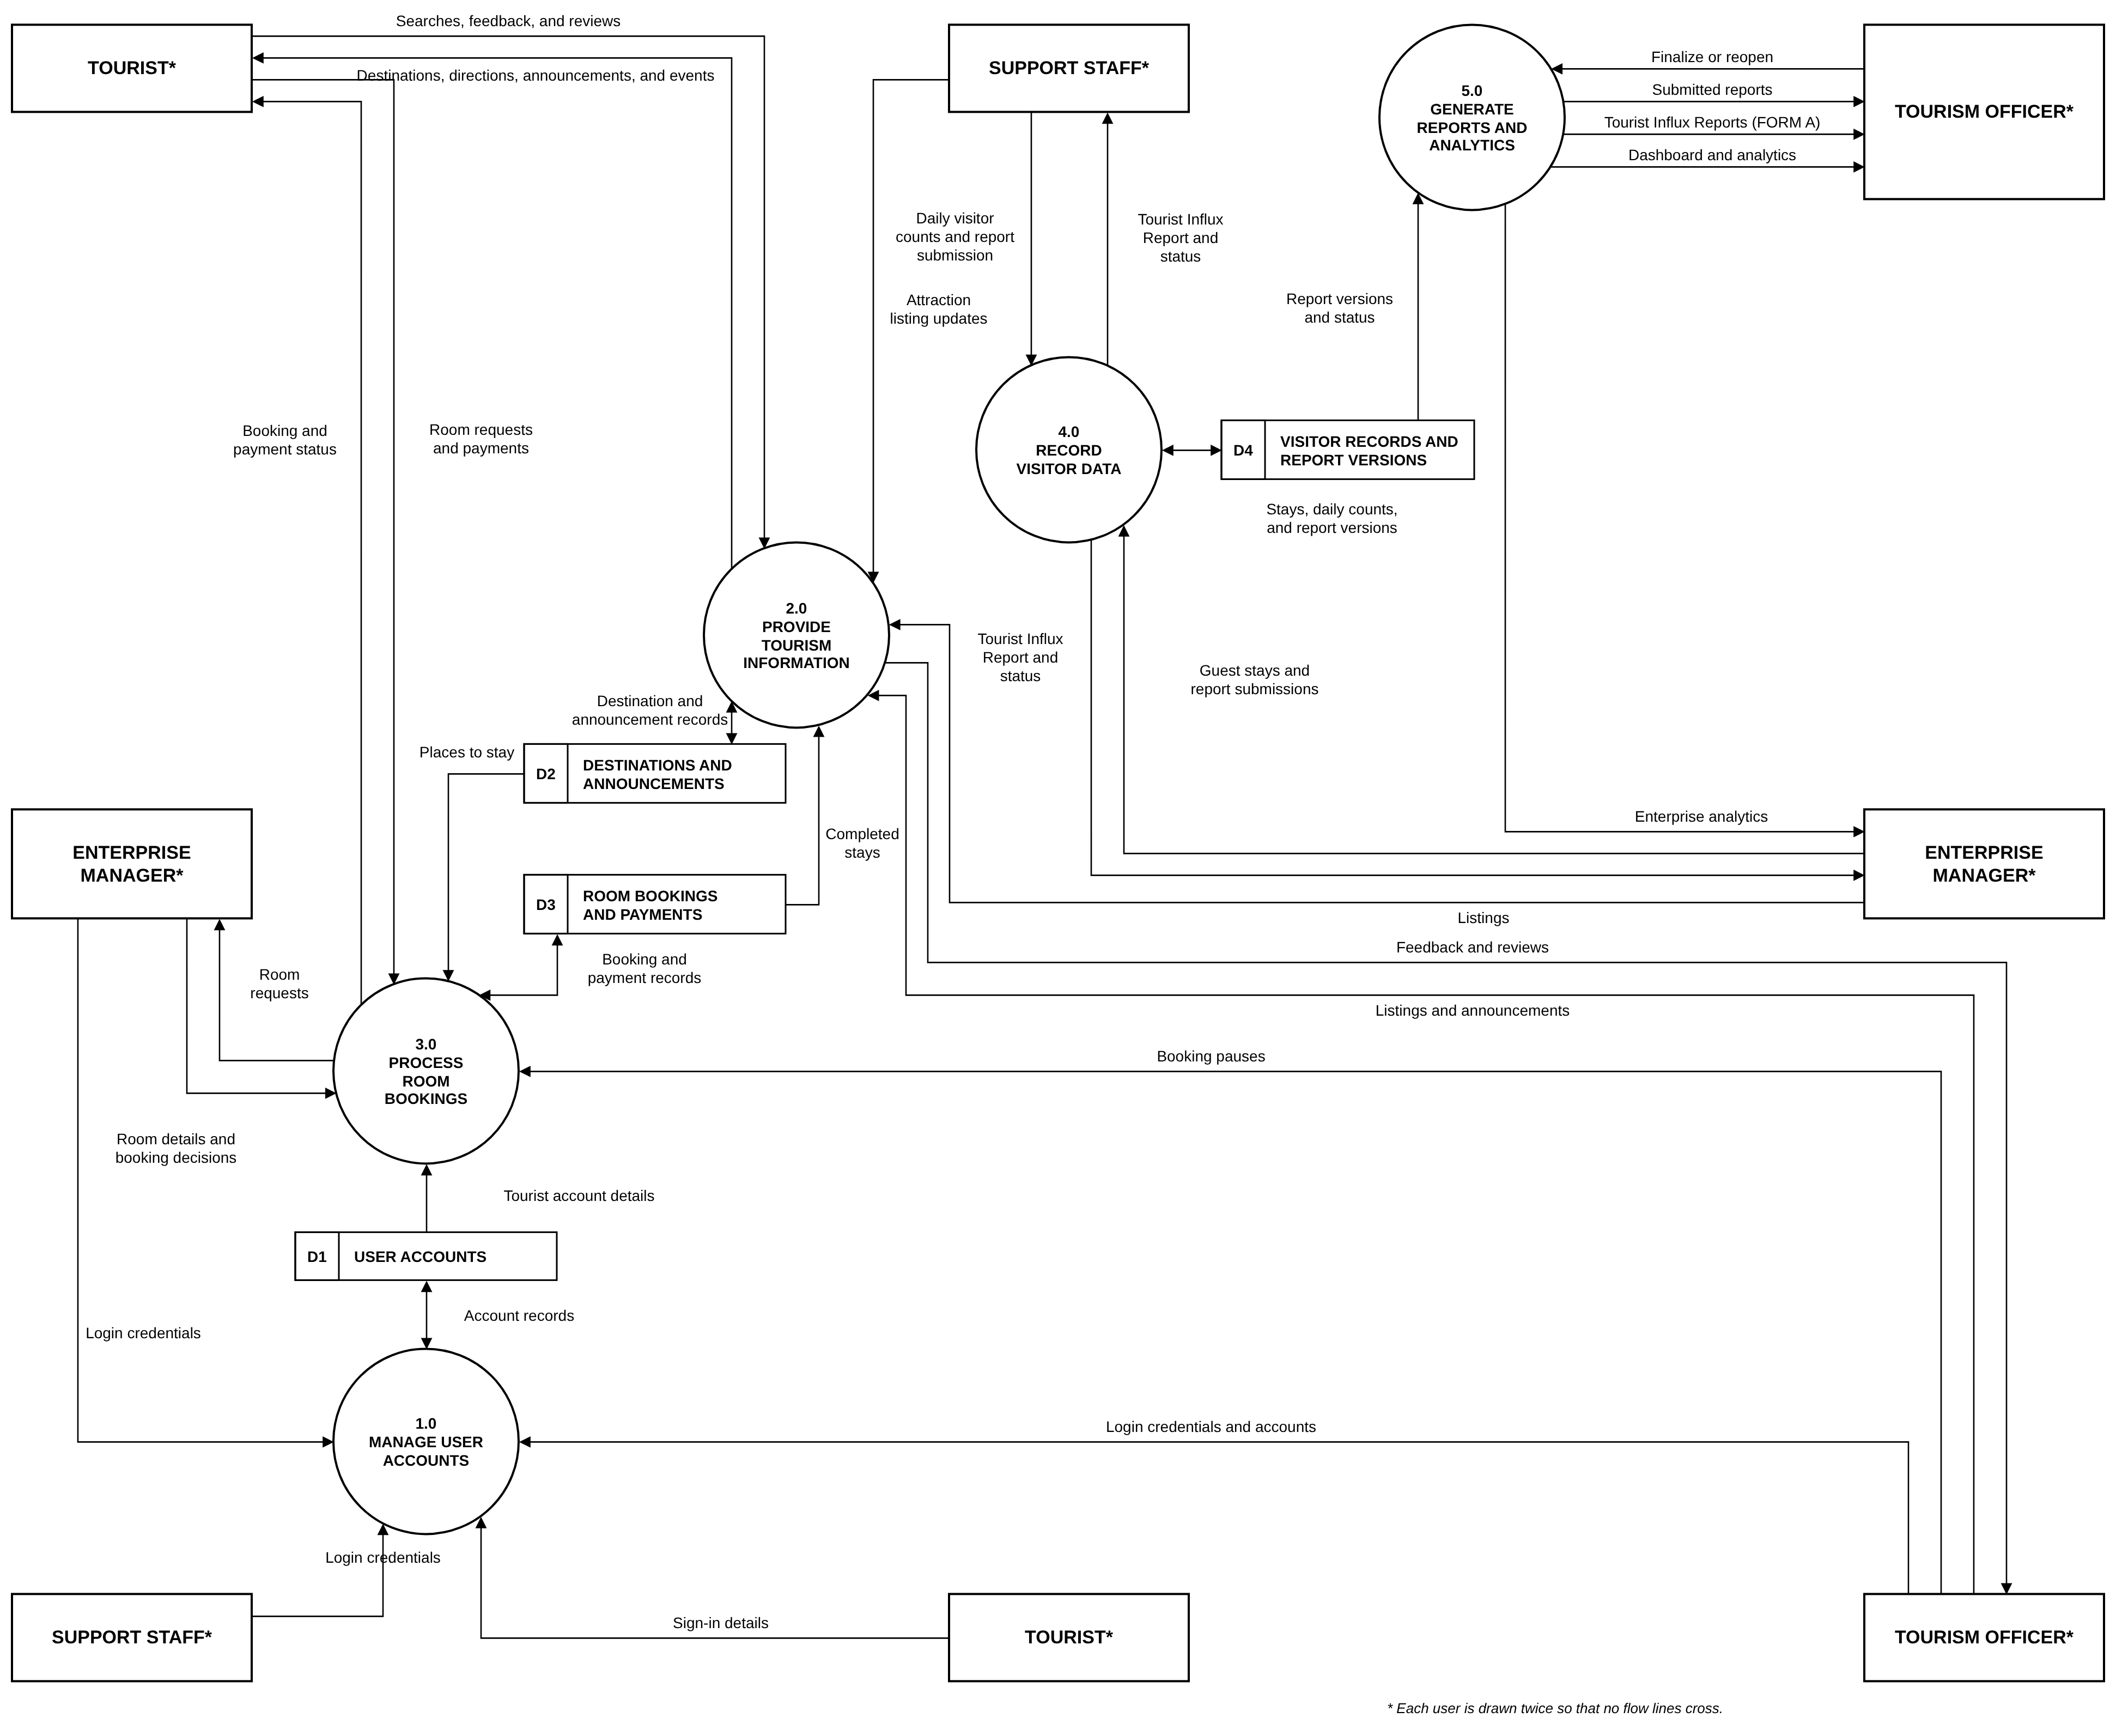 Searches, feedback, and reviews
TOURIST*
Destinations, directions, announcements, and events
SUPPORT STAFF*
5.0
GENERATE
REPORTS AND
ANALYTICS
Finalize or reopen
Submitted reports
Tourist Influx Reports (FORM A)
Dashboard and analytics
TOURISM OFFICER*
Daily visitor
counts and report
submission
Tourist Influx
Report and
status
Attraction
listing updates
Report versions
and status
Booking and
payment status
Room requests
and payments
4.0
RECORD
VISITOR DATA
D4
VISITOR RECORDS AND
REPORT VERSIONS
Stays, daily counts,
and report versions
2.0
PROVIDE
TOURISM
INFORMATION
Tourist Influx
Report and
status
Guest stays and
report submissions
Destination and
announcement records
Places to stay
D2
DESTINATIONS AND
ANNOUNCEMENTS
Completed
stays
Enterprise analytics
ENTERPRISE
MANAGER*
ENTERPRISE
MANAGER*
D3
ROOM BOOKINGS
AND PAYMENTS
Listings
Feedback and reviews
Booking and
payment records
Room
requests
Listings and announcements
3.0
PROCESS
ROOM
BOOKINGS
Booking pauses
Room details and
booking decisions
Tourist account details
D1
USER ACCOUNTS
Account records
Login credentials
1.0
MANAGE USER
ACCOUNTS
Login credentials and accounts
Login credentials
SUPPORT STAFF*
Sign-in details
TOURIST*
TOURISM OFFICER*
* Each user is drawn twice so that no flow lines cross.